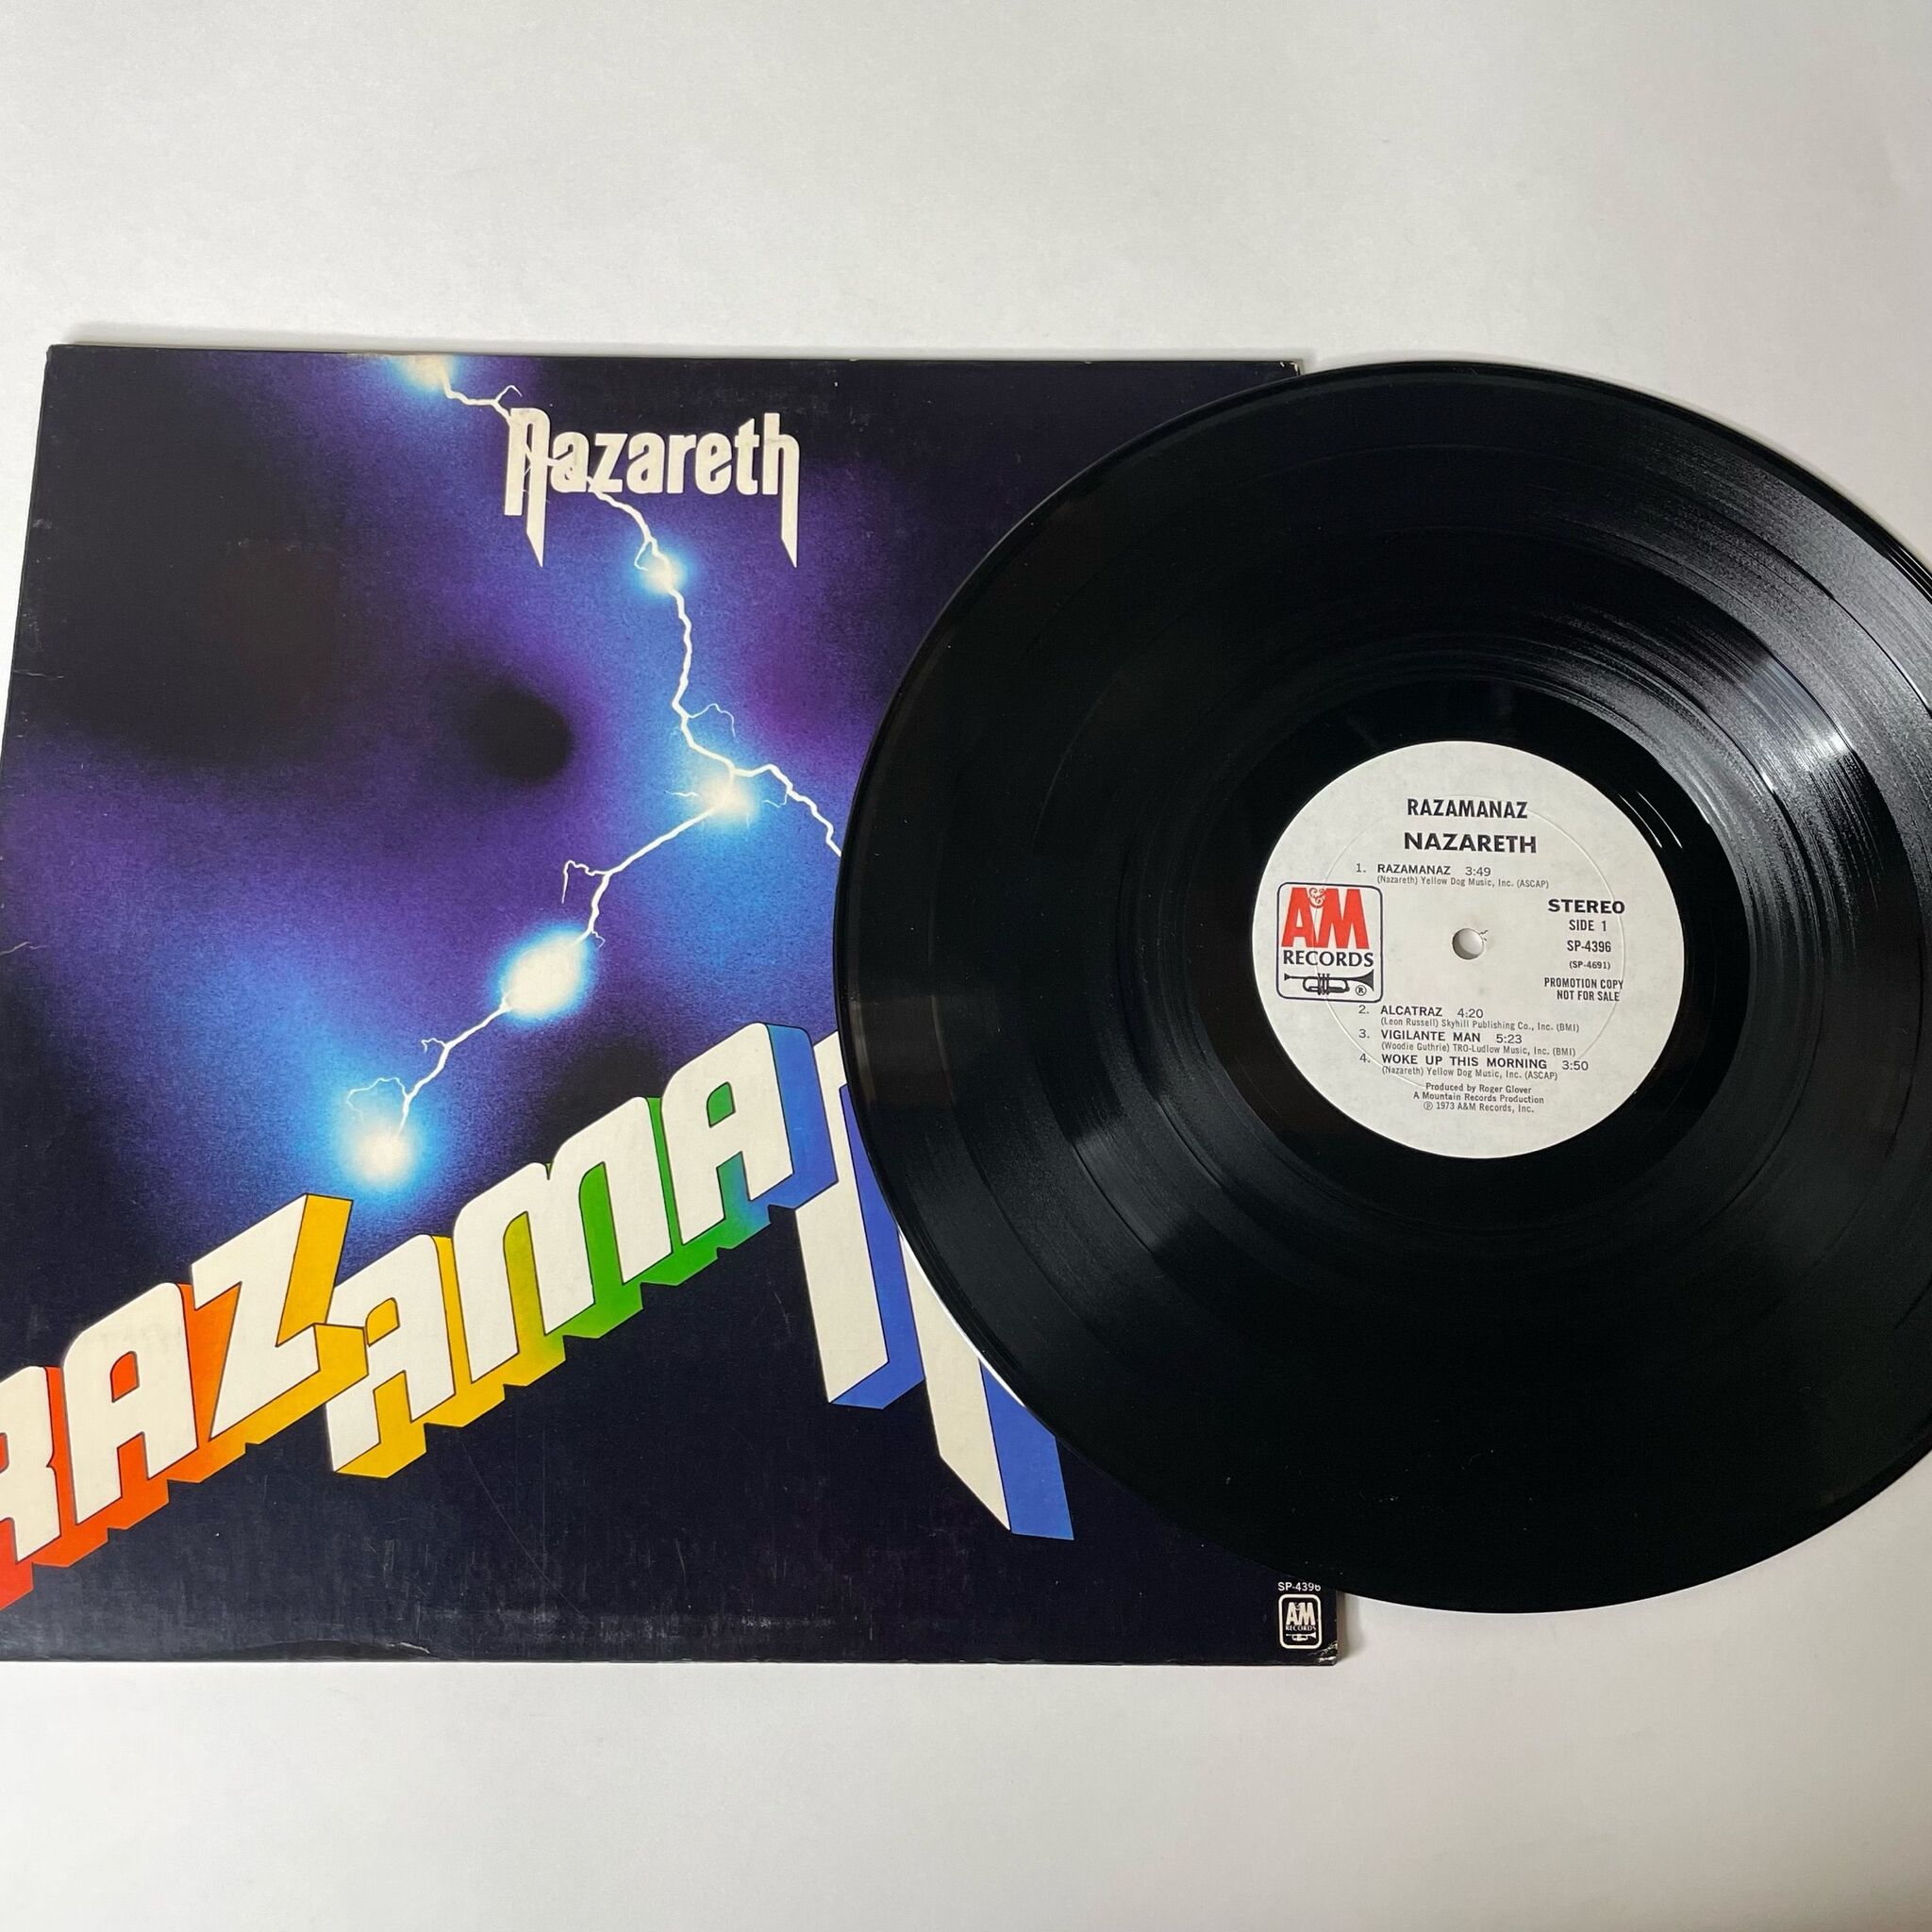 Nazareth
RAZAMA
RAZAMANAZ
NAZARETH
1. RAZAMANAZ 3:49
(Nazareth) Yellow Dog Music, Inc. (ASCAP)
A&M
RECORDS
®
STEREO
SIDE 1
SP-4396
(SP-4691)
PROMOTION COPY
NOT FOR SALE
2. ALCATRAZ 4:20
(Leon Russell) Skyhill Publishing Co., Inc. (BMI)
3. VIGILANTE MAN 5:23
(Woodie Guthrie) TRO-Ludlow Music, Inc. (BMI)
4. WOKE UP THIS MORNING 3:50
(Nazareth) Yellow Dog Music, Inc. (ASCAP)
Produced by Roger Glover
A Mountain Records Production
℗ 1973 A&M Records, Inc.
SP-4396
A&M
RECORDS